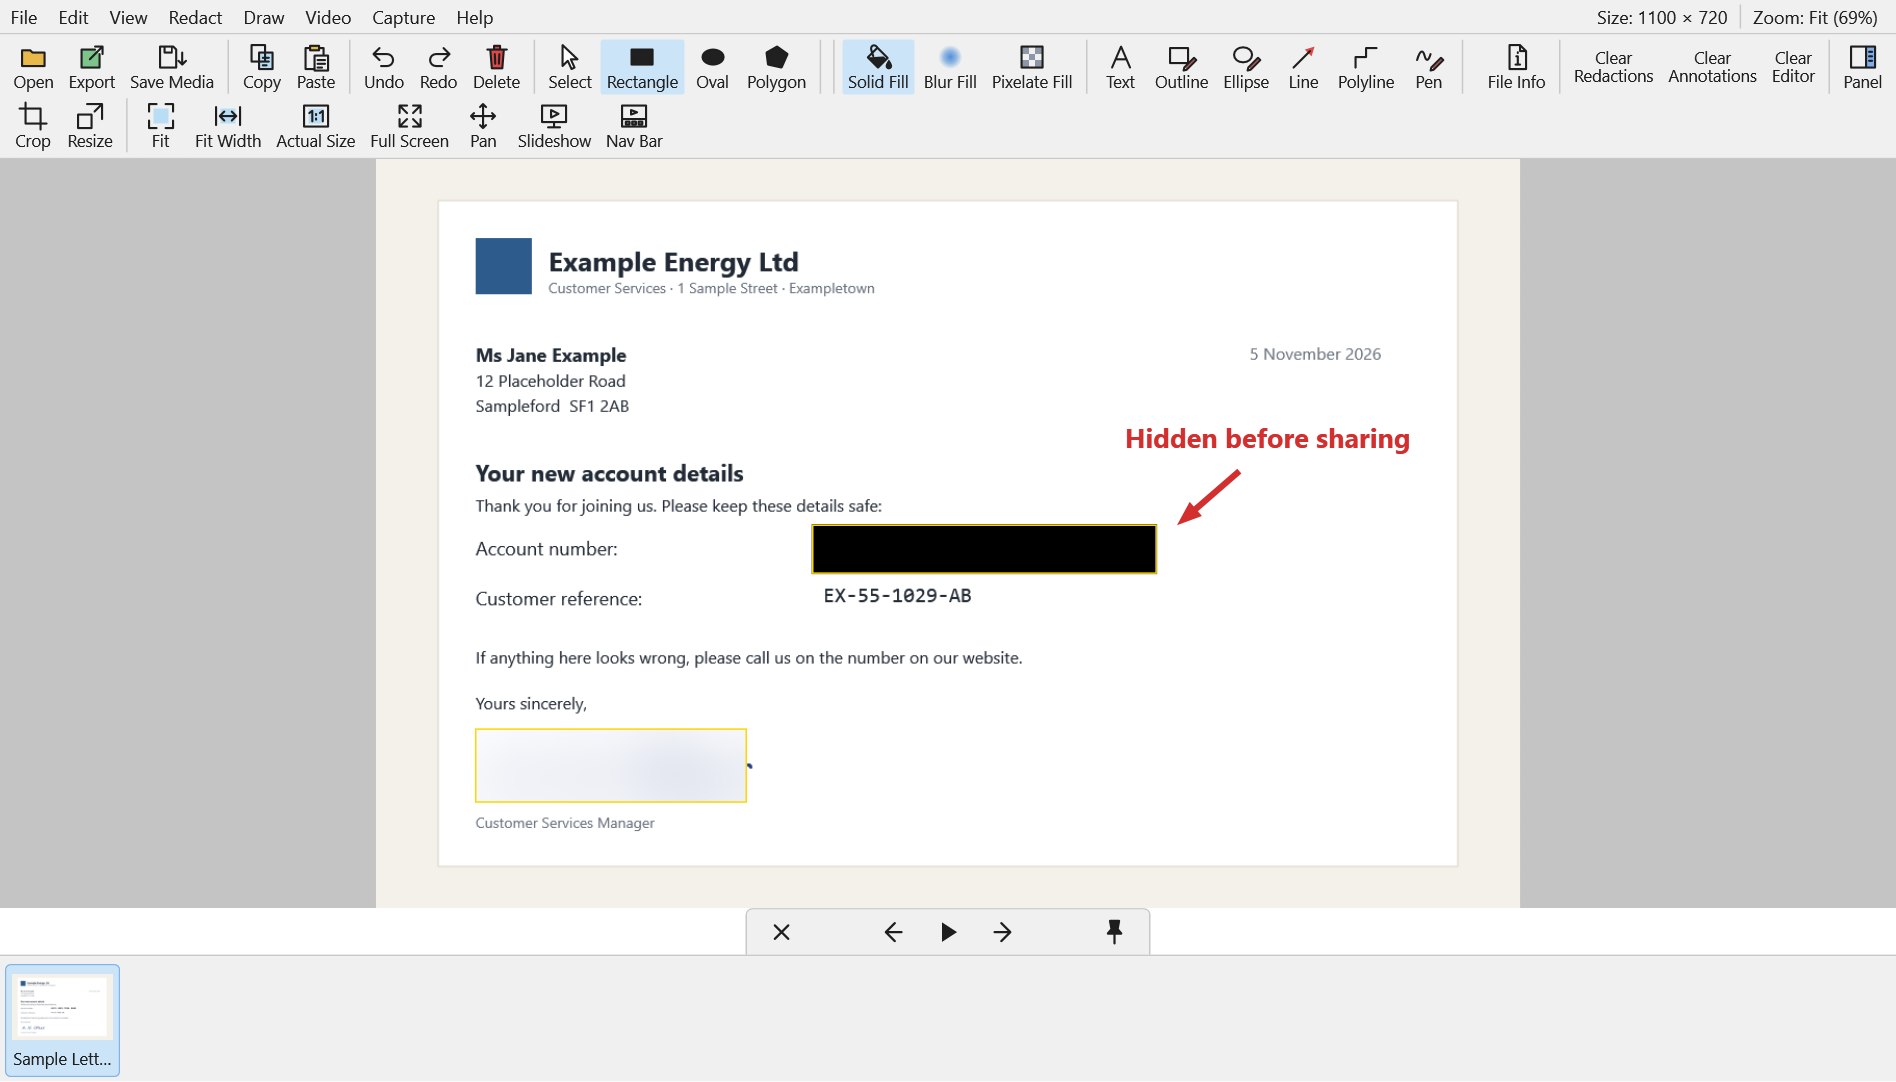 File Edit View Redact Draw Video Capture Help Size: 1100 × 720 Zoom: Fit (69%)
Open Export Save Media Copy Paste Undo Redo Delete Select Rectangle Oval Polygon Solid Fill Blur Fill Pixelate Fill Text Outline Ellipse Line Polyline Pen File Info Clear Redactions Clear Annotations Clear Editor Panel
Crop Resize Fit Fit Width 1:1 Actual Size Full Screen Pan Slideshow Nav Bar
Example Energy Ltd
Customer Services · 1 Sample Street · Exampletown
Ms Jane Example
5 November 2026
12 Placeholder Road
Sampleford SF1 2AB
Hidden before sharing
Your new account details
Thank you for joining us. Please keep these details safe:
Account number:
Customer reference: EX-55-1029-AB
If anything here looks wrong, please call us on the number on our website.
Yours sincerely,
Customer Services Manager
Sample Lett...